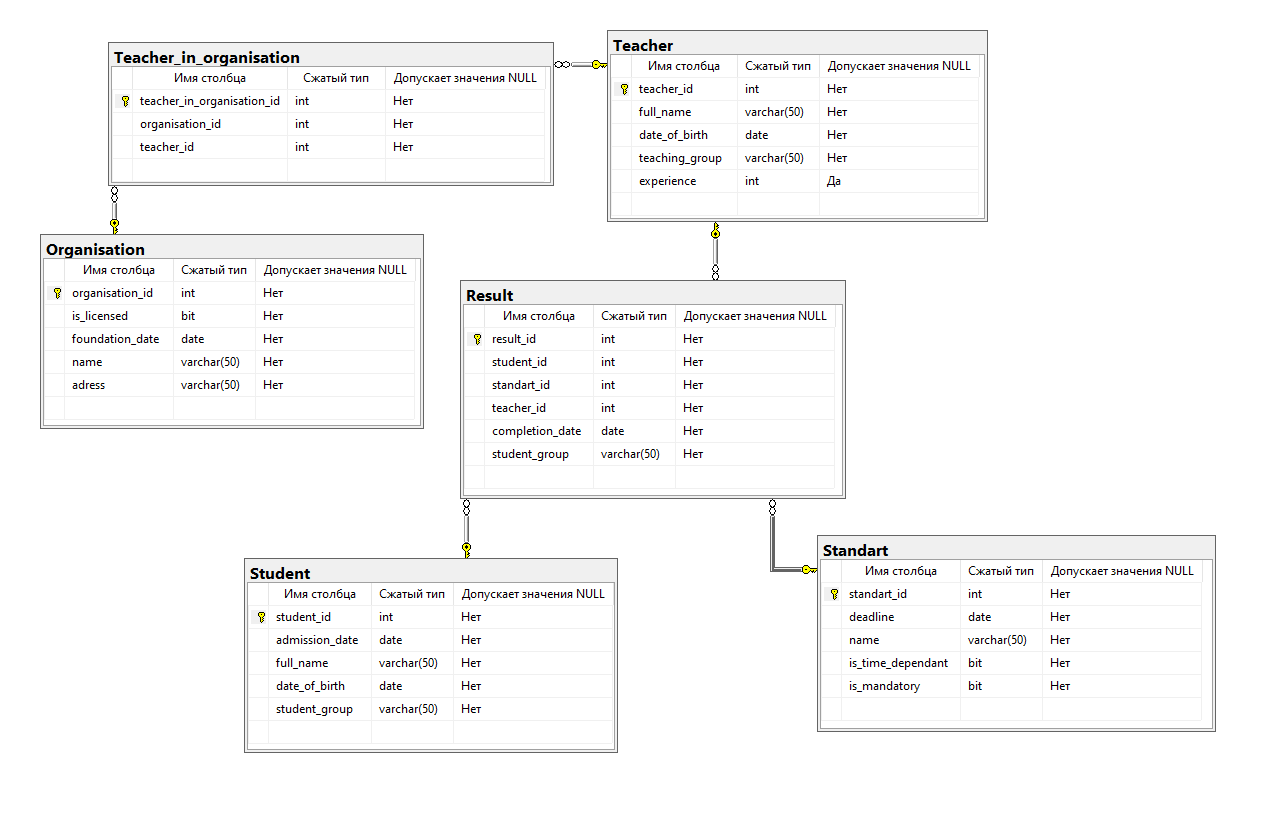 Teacher_in_organisation
Имя столбца Сжатый тип Допускает значения NULL
teacher_in_organisation_id int Нет
organisation_id int Нет
teacher_id int Нет
Teacher
Имя столбца Сжатый тип Допускает значения NULL
teacher_id int Нет
full_name varchar(50) Нет
date_of_birth date Нет
teaching_group varchar(50) Нет
experience int Да
Organisation
Имя столбца Сжатый тип Допускает значения NULL
organisation_id int Нет
is_licensed bit Нет
foundation_date date Нет
name varchar(50) Нет
adress varchar(50) Нет
Result
Имя столбца Сжатый тип Допускает значения NULL
result_id int Нет
student_id int Нет
standart_id int Нет
teacher_id int Нет
completion_date date Нет
student_group varchar(50) Нет
Student
Имя столбца Сжатый тип Допускает значения NULL
student_id int Нет
admission_date date Нет
full_name varchar(50) Нет
date_of_birth date Нет
student_group varchar(50) Нет
Standart
Имя столбца Сжатый тип Допускает значения NULL
standart_id int Нет
deadline date Нет
name varchar(50) Нет
is_time_dependant bit Нет
is_mandatory bit Нет